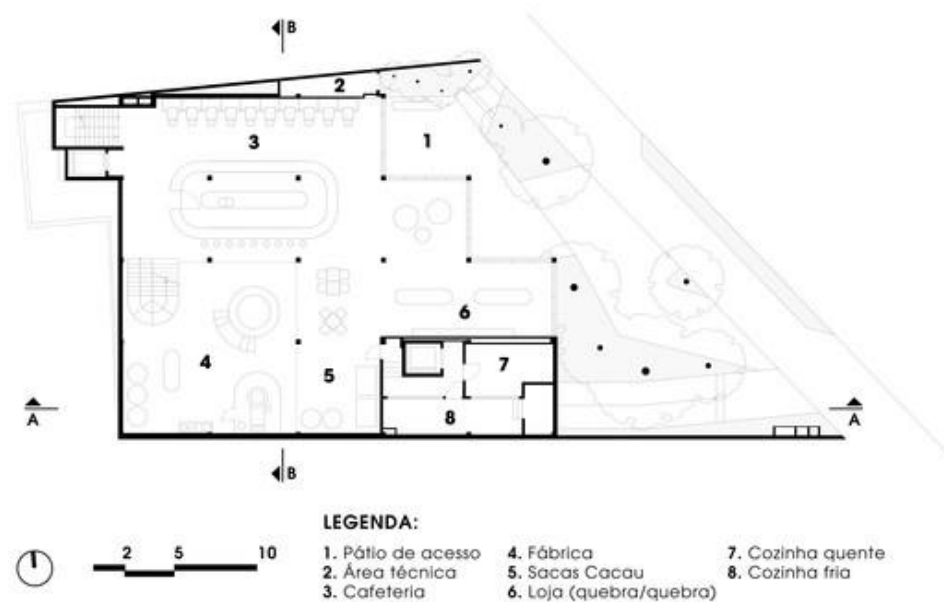 B
2
3
1
6
4
5
7
8
A
A
B
LEGENDA:
2 5 10
1. Pátio de acesso
2. Área técnica
3. Cafeteria
4. Fábrica
5. Sacas Cacau
6. Loja (quebra/quebra)
7. Cozinha quente
8. Cozinha fria